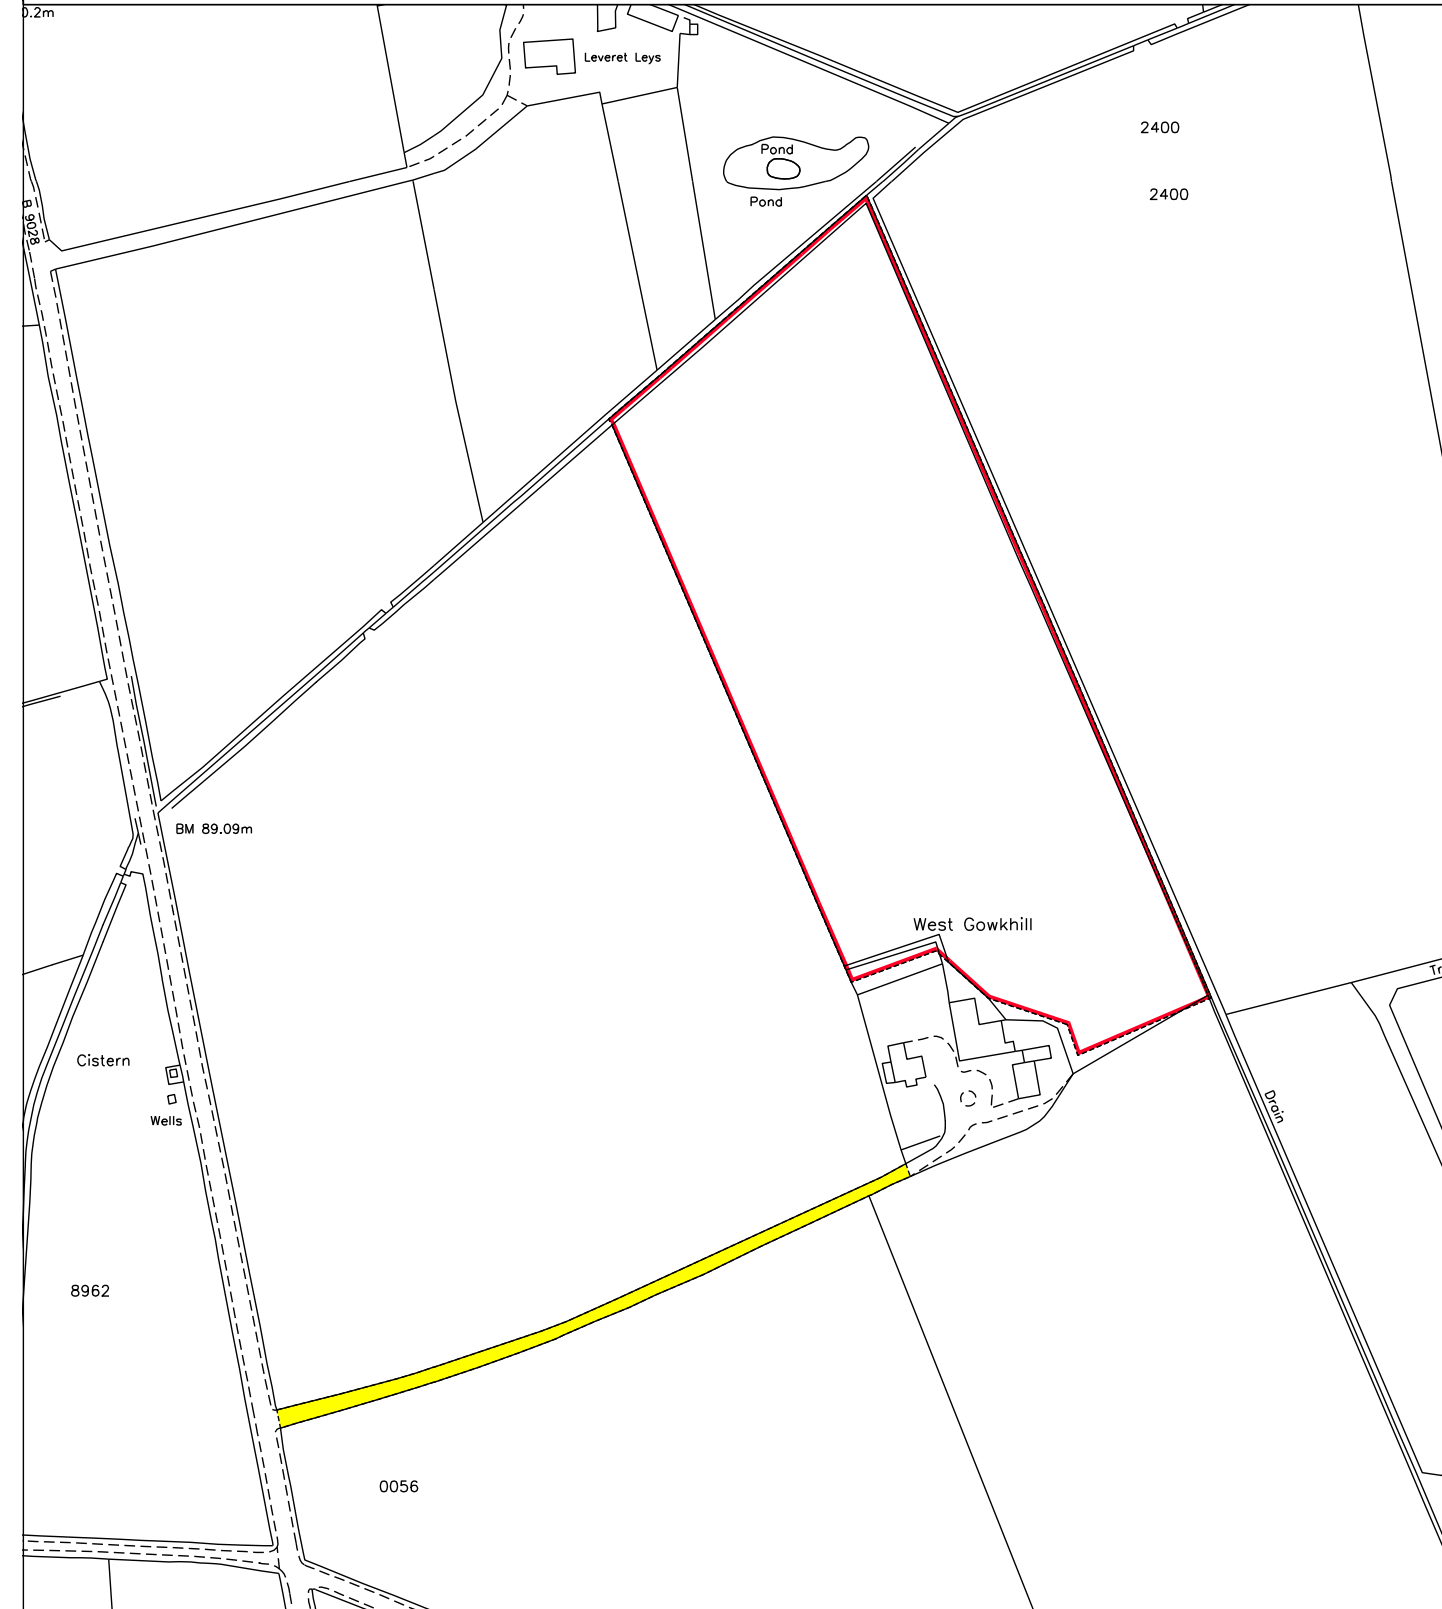 0.2m
Leveret Leys
2400
Pond
2400
Pond
B 9028
BM 89.09m
West Gowkhill
Tr
Cistern
Drain
Wells
8962
0056